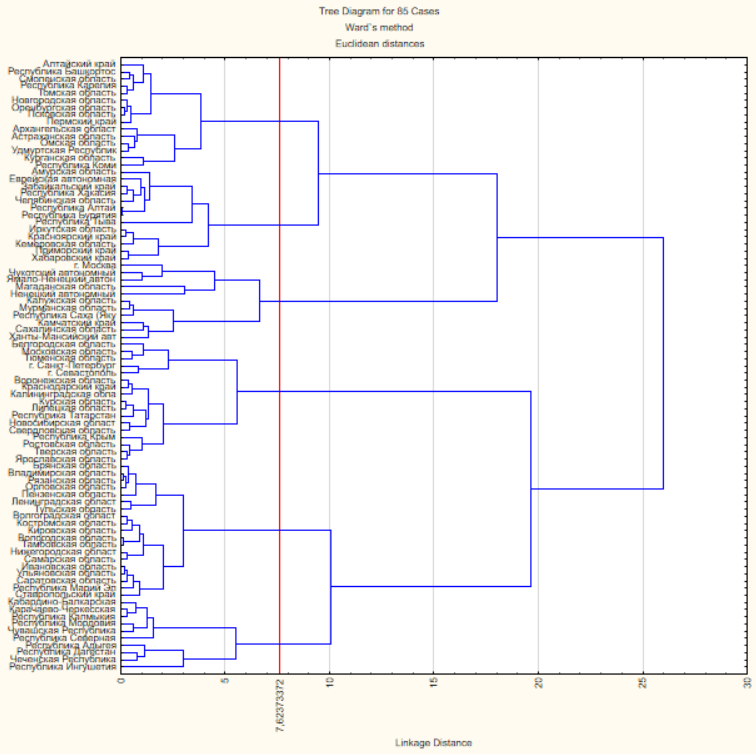 Tree Diagram for 85 Cases
Ward`s method
Euclidean distances
Алтайский край
Республика Башкортос
Смоленская область
Республика Карелия
Томская область
Новгородская область
Оренбургская область
Псковская область
Пермский край
Архангельская област
Астраханская область
Омская область
Удмуртская Республик
Курганская область
Республика Коми
Амурская область
Еврейская автономная
Забайкальский край
Республика Хакасия
Челябинская область
Республика Алтай
Республика Бурятия
Республика Тыва
Иркутская область
Красноярский край
Кемеровская область
Приморский край
Хабаровский край
г. Москва
Чукотский автономный
Ямало-Ненецкий автон
Магаданская область
Ненецкий автономный
Калужская область
Мурманская область
Республика Саха (Яку
Камчатский край
Сахалинская область
Ханты-Мансийский авт
Белгородская область
Московская область
Тюменская область
г. Санкт-Петербург
г. Севастополь
Воронежская область
Краснодарский край
Калининградская обла
Курская область
Липецкая область
Республика Татарстан
Новосибирская област
Свердловская область
Республика Крым
Ростовская область
Тверская область
Ярославская область
Брянская область
Владимирская область
Рязанская область
Орловская область
Пензенская область
Ленинградская област
Тульская область
Волгоградская област
Костромская область
Кировская область
Вологодская область
Тамбовская область
Нижегородская област
Самарская область
Ивановская область
Ульяновская область
Саратовская область
Республика Марий Эл
Ставропольский край
Кабардино-Балкарская
Карачаево-Черкесская
Республика Калмыкия
Республика Мордовия
Чувашская Республика
Республика Северная
Республика Адыгея
Республика Дагестан
Чеченская Республика
Республика Ингушетия
0
5
7,62373372
10
15
20
25
30
Linkage Distance